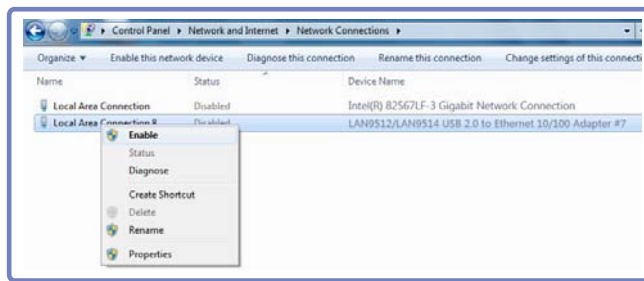 Control Panel ▸ Network and Internet ▸ Network Connections ▸
Organize ▼ Enable this network device Diagnose this connection Rename this connection Change settings of this connecti
Name Status Device Name
Local Area Connection Disabled Intel(R) 82567LF-3 Gigabit Network Connection
Local Area Connection 8 Disabled LAN9512/LAN9514 USB 2.0 to Ethernet 10/100 Adapter #7
Enable
Status
Diagnose
Create Shortcut
Delete
Rename
Properties